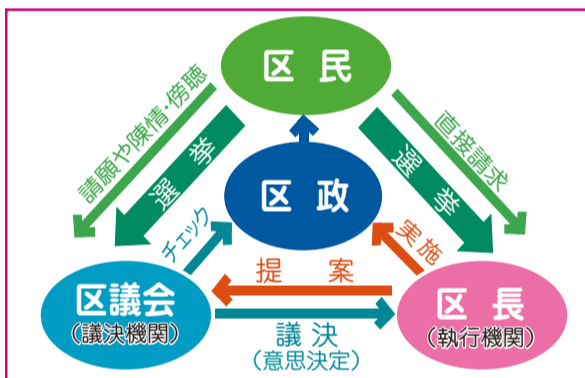 区民
請願や陳情・傍聴
選挙
選挙
直接請求
区政
チェック
実施
区議会
(議決機関)
提案
区長
(執行機関)
議決
(意思決定)